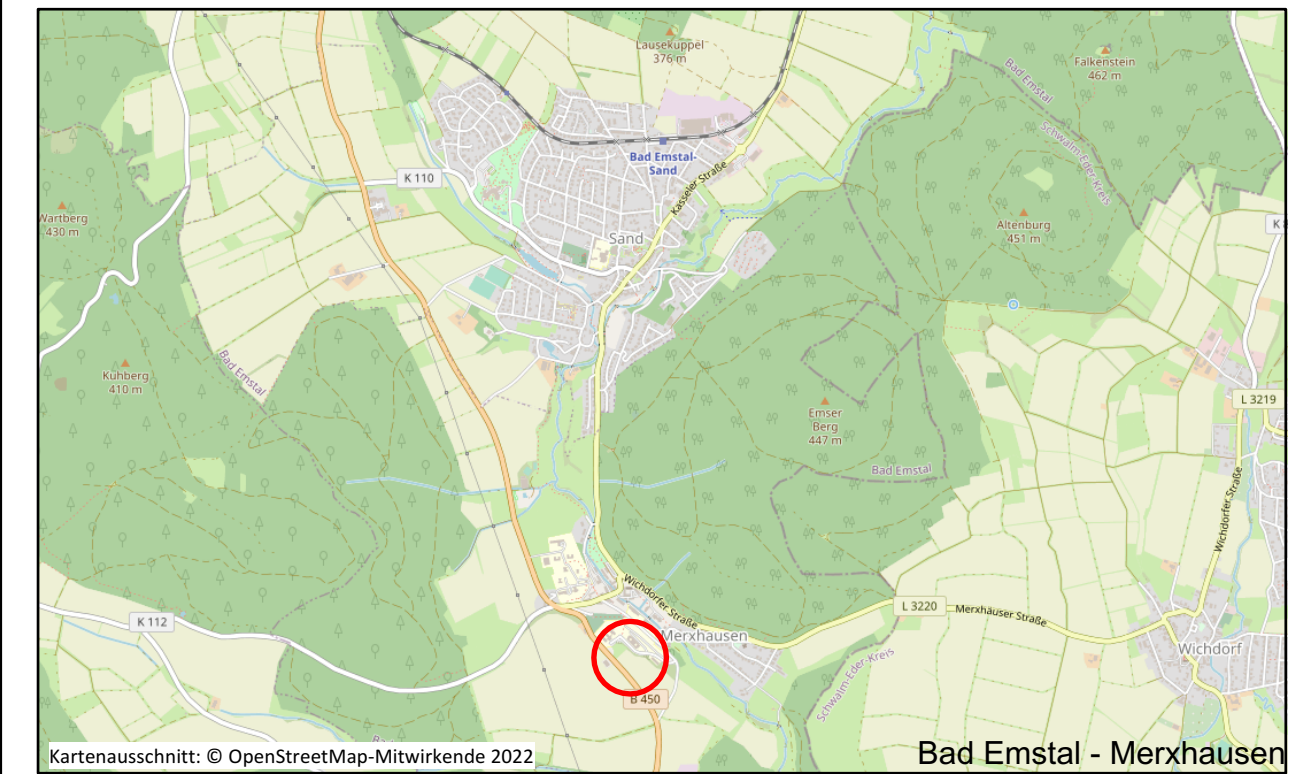 Lausekuppel
376 m
Falkenstein
462 m
Bad Emstal
Schwalm-Eder-Kreis
Bad Emstal-
Sand
Kasseler Straße
K 110
Wartberg
430 m
Altenburg
451 m
K 8
Sand
Kuhberg
410 m
Bad Emstal
L 3219
Emser
Berg
447 m
Bad Emstal
Wichdorfer Straße
Wichdorfer Straße
L 3220
Merxhäuser Straße
K 112
Merxhausen
Wichdorf
Schwalm-Eder-Kreis
B 450
Kartenausschnitt: © OpenStreetMap-Mitwirkende 2022
Bad Emstal - Merxhausen